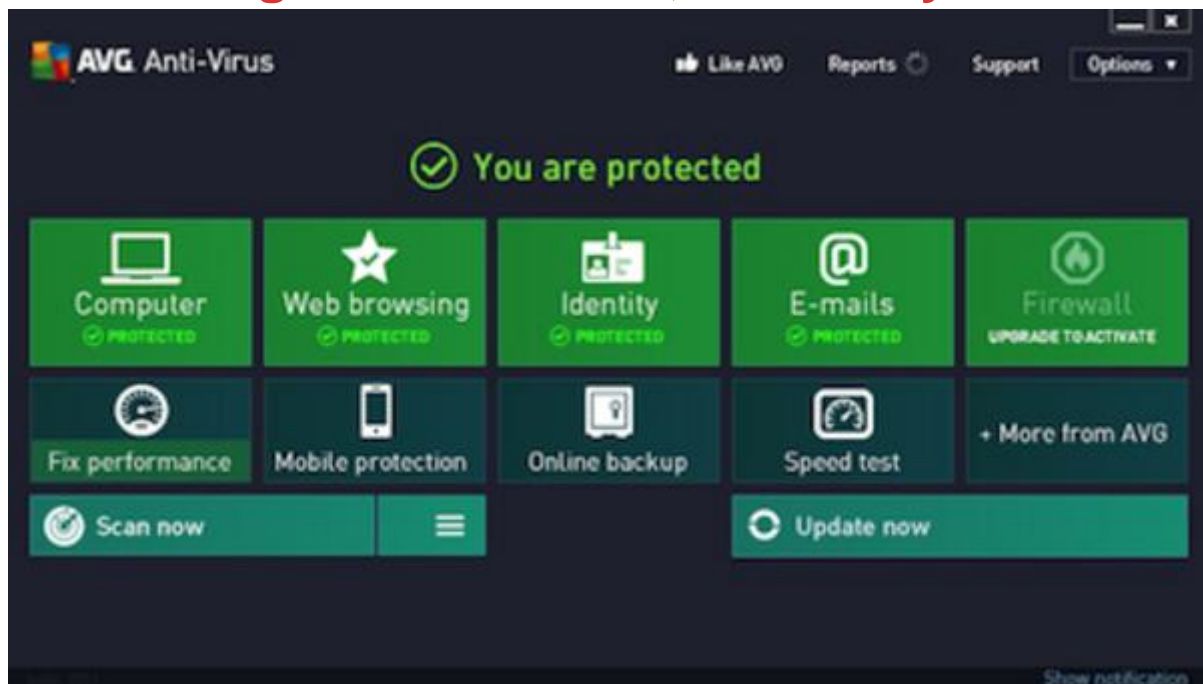 AVG Anti-Virus
Like AVG Reports Support Options
You are protected
Computer
PROTECTED
Web browsing
PROTECTED
Identity
PROTECTED
E-mails
PROTECTED
Firewall
UPGRADE TO ACTIVATE
Fix performance
Mobile protection
Online backup
Speed test
+ More from AVG
Scan now
Update now
Show notification